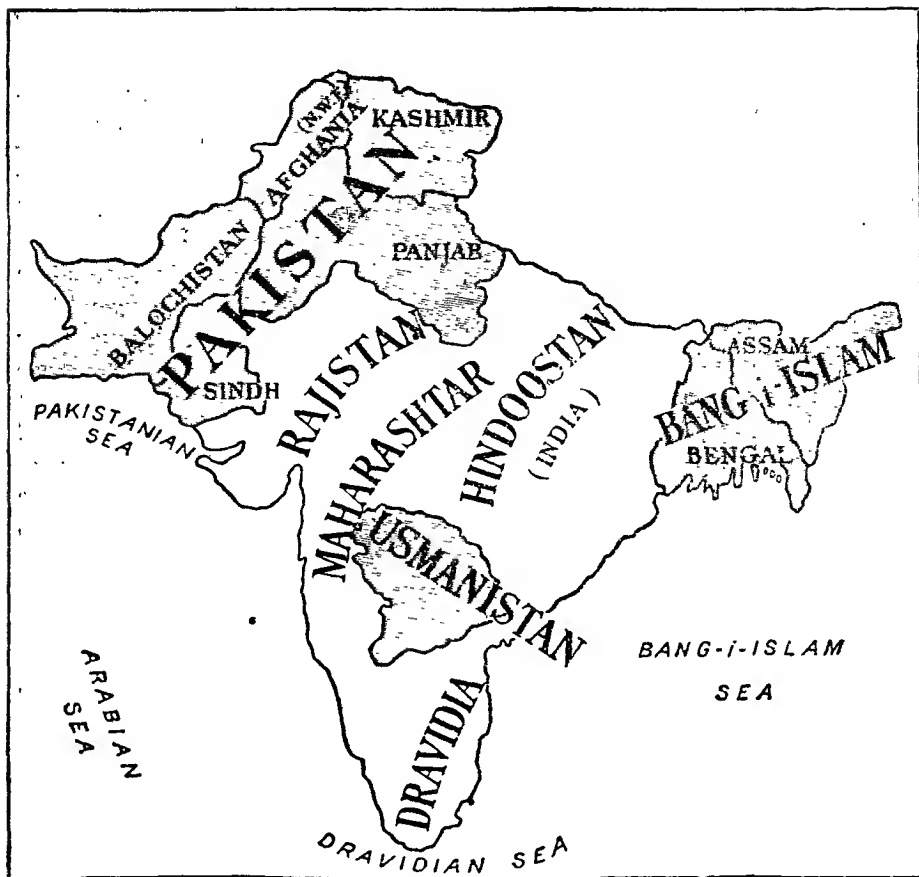 (N.W.F)
AFGHANIA
KASHMIR
PAKISTAN
PANJAB
BALOCHISTAN
SINDH
PAKISTANIAN
SEA
RAJISTAN
MAHARASHTAR
HINDOOSTAN
(INDIA)
ASSAM
BANG-i-ISLAM
BENGAL
USMANISTAN
BANG-i-ISLAM
SEA
ARABIAN
SEA
DRAVIDIA
DRAVIDIAN SEA